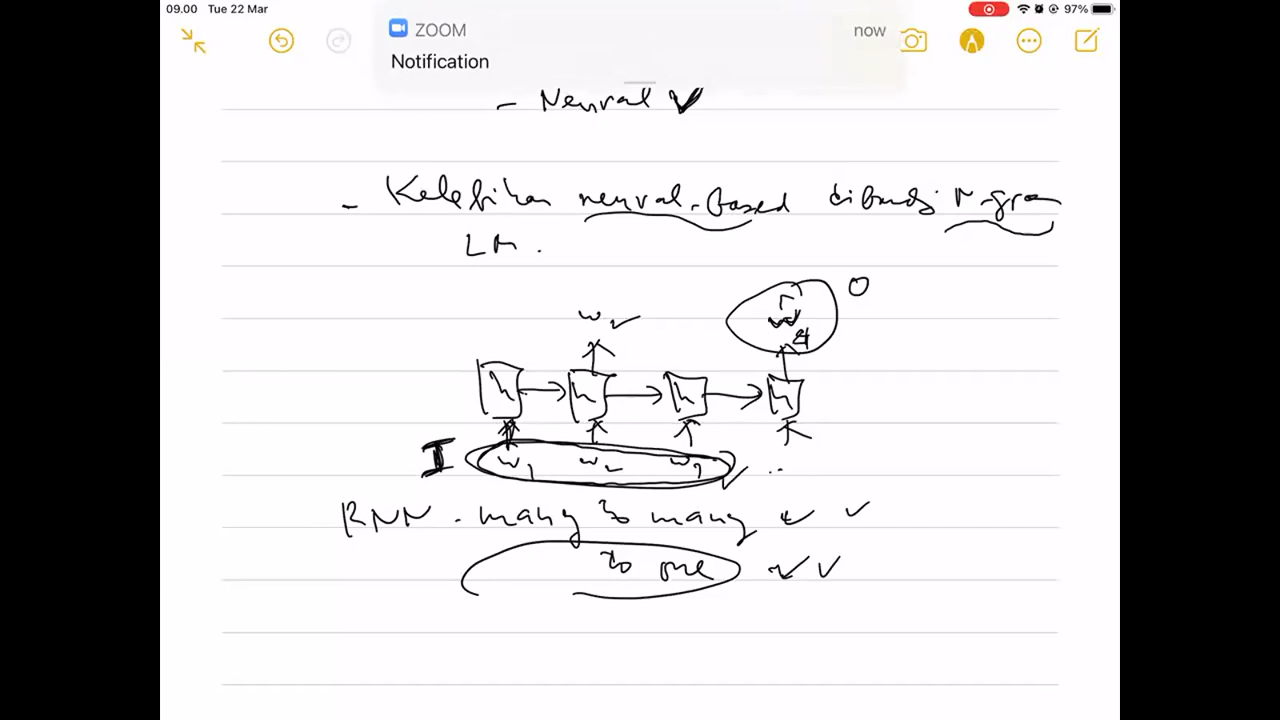 09.00 Tue 22 Mar
97%
ZOOM
now
Notification
- Neural ✓
- Kelebihan neural-based dibandg N-gram
LM.
O
w₂
w₄
h h h h
I w₁ w₂ w₃ ..
RNN - many to many ✓ ✓
to one ✓ ✓